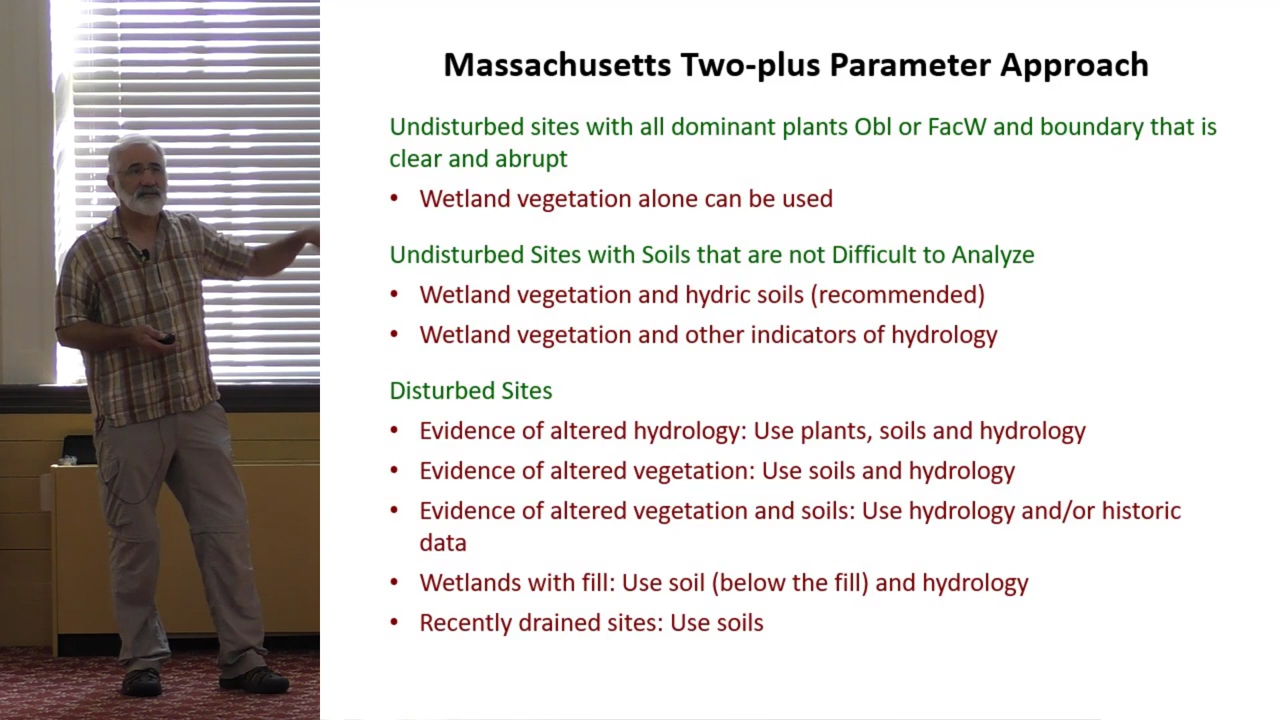 Massachusetts Two-plus Parameter Approach
Undisturbed sites with all dominant plants Obl or FacW and boundary that is
clear and abrupt
• Wetland vegetation alone can be used
Undisturbed Sites with Soils that are not Difficult to Analyze
• Wetland vegetation and hydric soils (recommended)
• Wetland vegetation and other indicators of hydrology
Disturbed Sites
• Evidence of altered hydrology: Use plants, soils and hydrology
• Evidence of altered vegetation: Use soils and hydrology
• Evidence of altered vegetation and soils: Use hydrology and/or historic
data
• Wetlands with fill: Use soil (below the fill) and hydrology
• Recently drained sites: Use soils